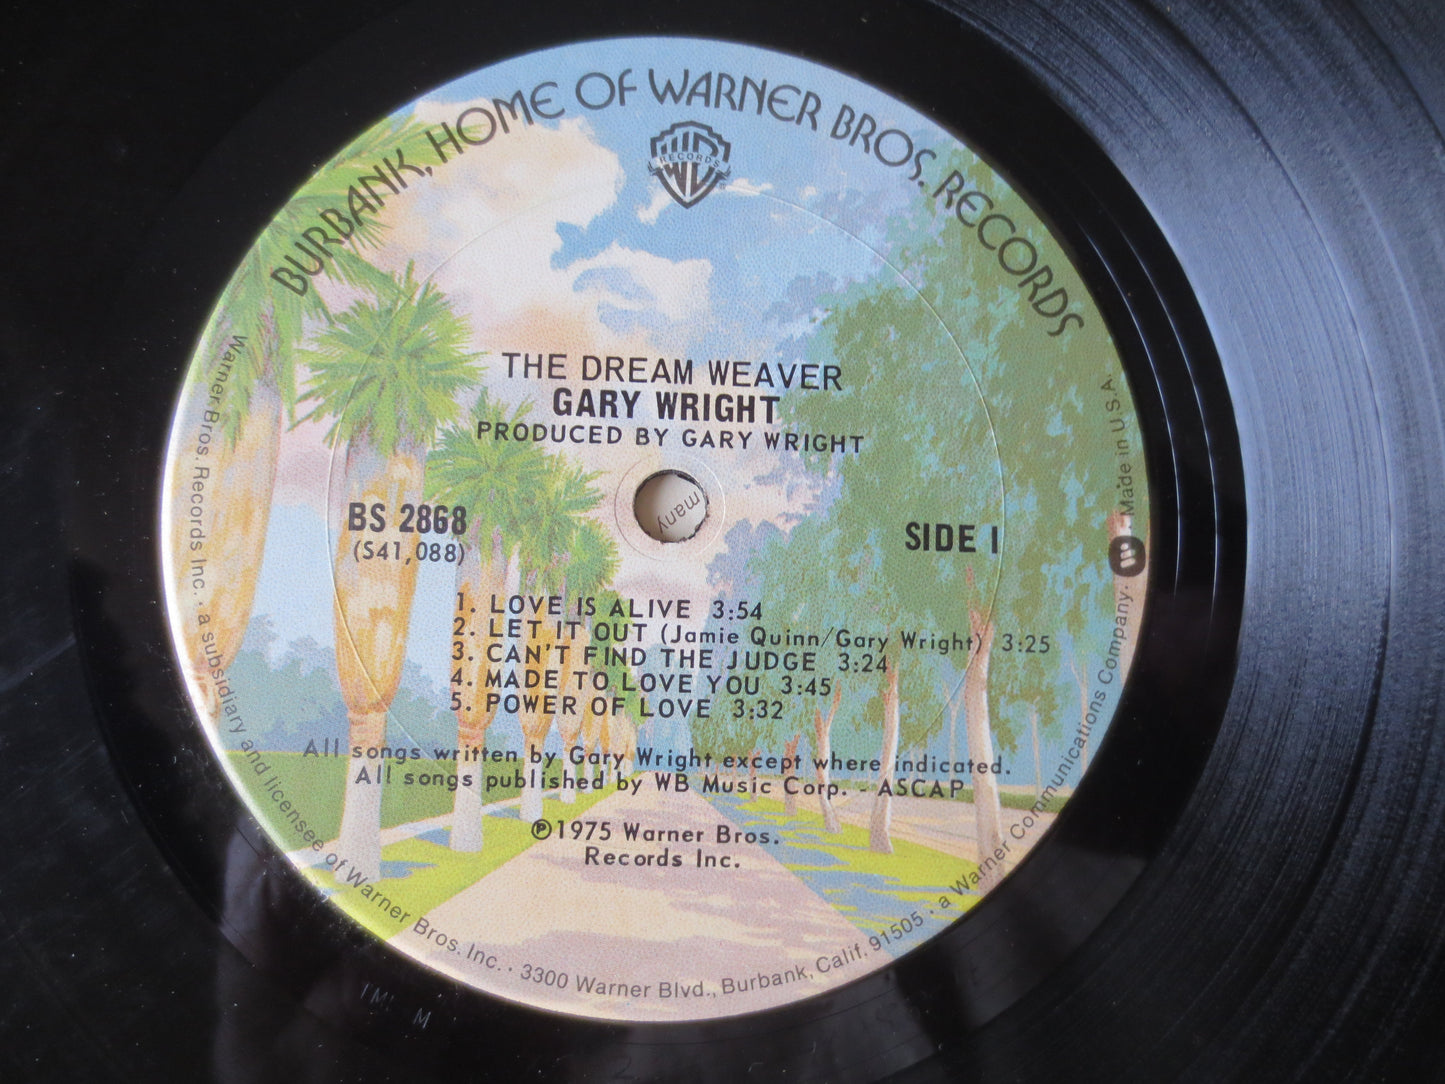 BURBANK, HOME OF WARNER BROS. RECORDS
RECORDS
THE DREAM WEAVER
GARY WRIGHT
PRODUCED BY GARY WRIGHT
many
BS 2868
(S41,088)
SIDE 1
1. LOVE IS ALIVE 3:54
2. LET IT OUT (Jamie Quinn/Gary Wright) 3:25
3. CAN'T FIND THE JUDGE 3:24
4. MADE TO LOVE YOU 3:45
5. POWER OF LOVE 3:32
All songs written by Gary Wright except where indicated.
All songs published by WB Music Corp. - ASCAP
℗1975 Warner Bros.
Records Inc.
Warner Bros. Records Inc. · a subsidiary and licensee of Warner Bros. Inc. · 3300 Warner Blvd., Burbank, Calif. 91505 · a Warner Communications Company. Made in U.S.A.